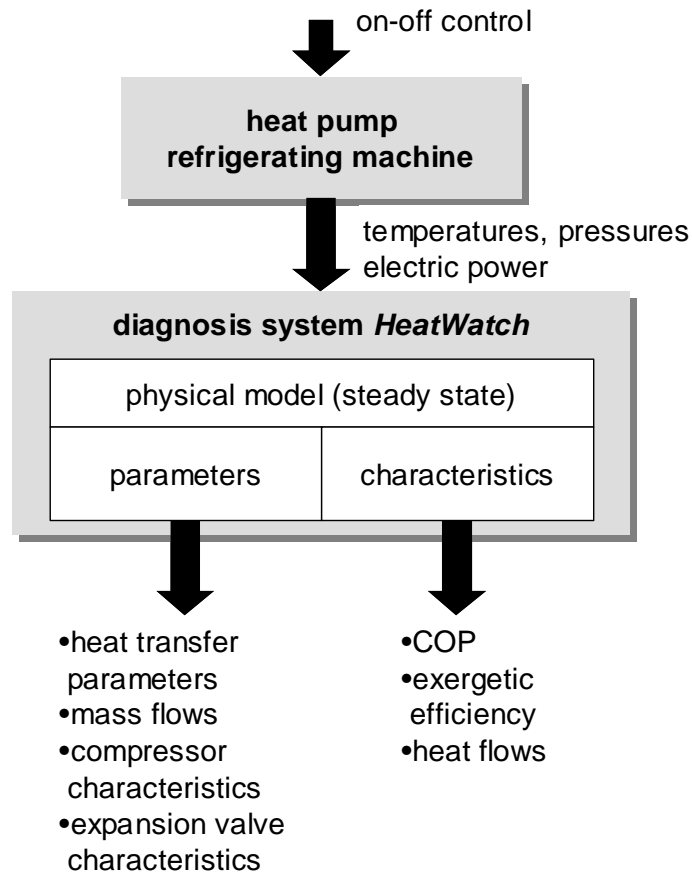 on-off control
heat pump
refrigerating machine
temperatures, pressures
electric power
diagnosis system HeatWatch
physical model (steady state)
parameters
characteristics
•heat transfer
parameters
•mass flows
•compressor
characteristics
•expansion valve
characteristics
•COP
•exergetic
efficiency
•heat flows